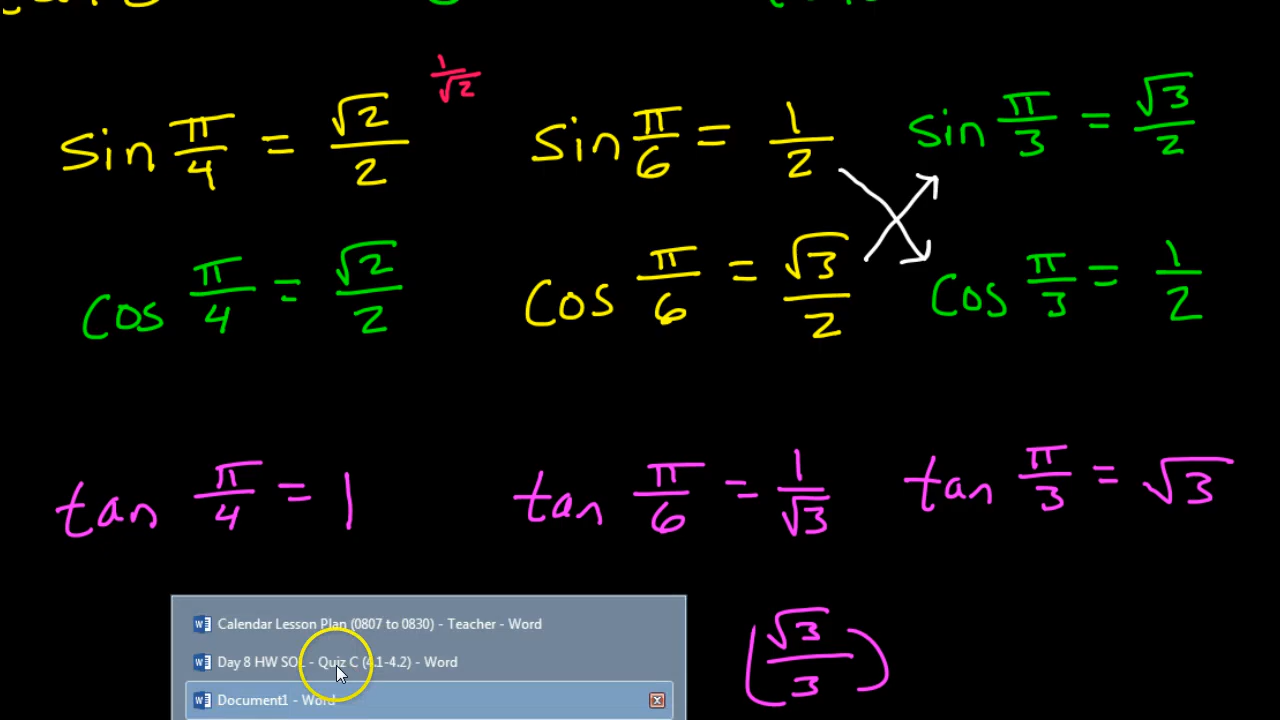 1/√2
sin π/4 = √2/2
sin π/6 = 1/2
sin π/3 = √3/2
cos π/4 = √2/2
cos π/6 = √3/2
cos π/3 = 1/2
tan π/4 = 1
tan π/6 = 1/√3
tan π/3 = √3
(√3/3)
Calendar Lesson Plan (0807 to 0830) - Teacher - Word
Day 8 HW SOL - Quiz C (4.1-4.2) - Word
Document1 - Word